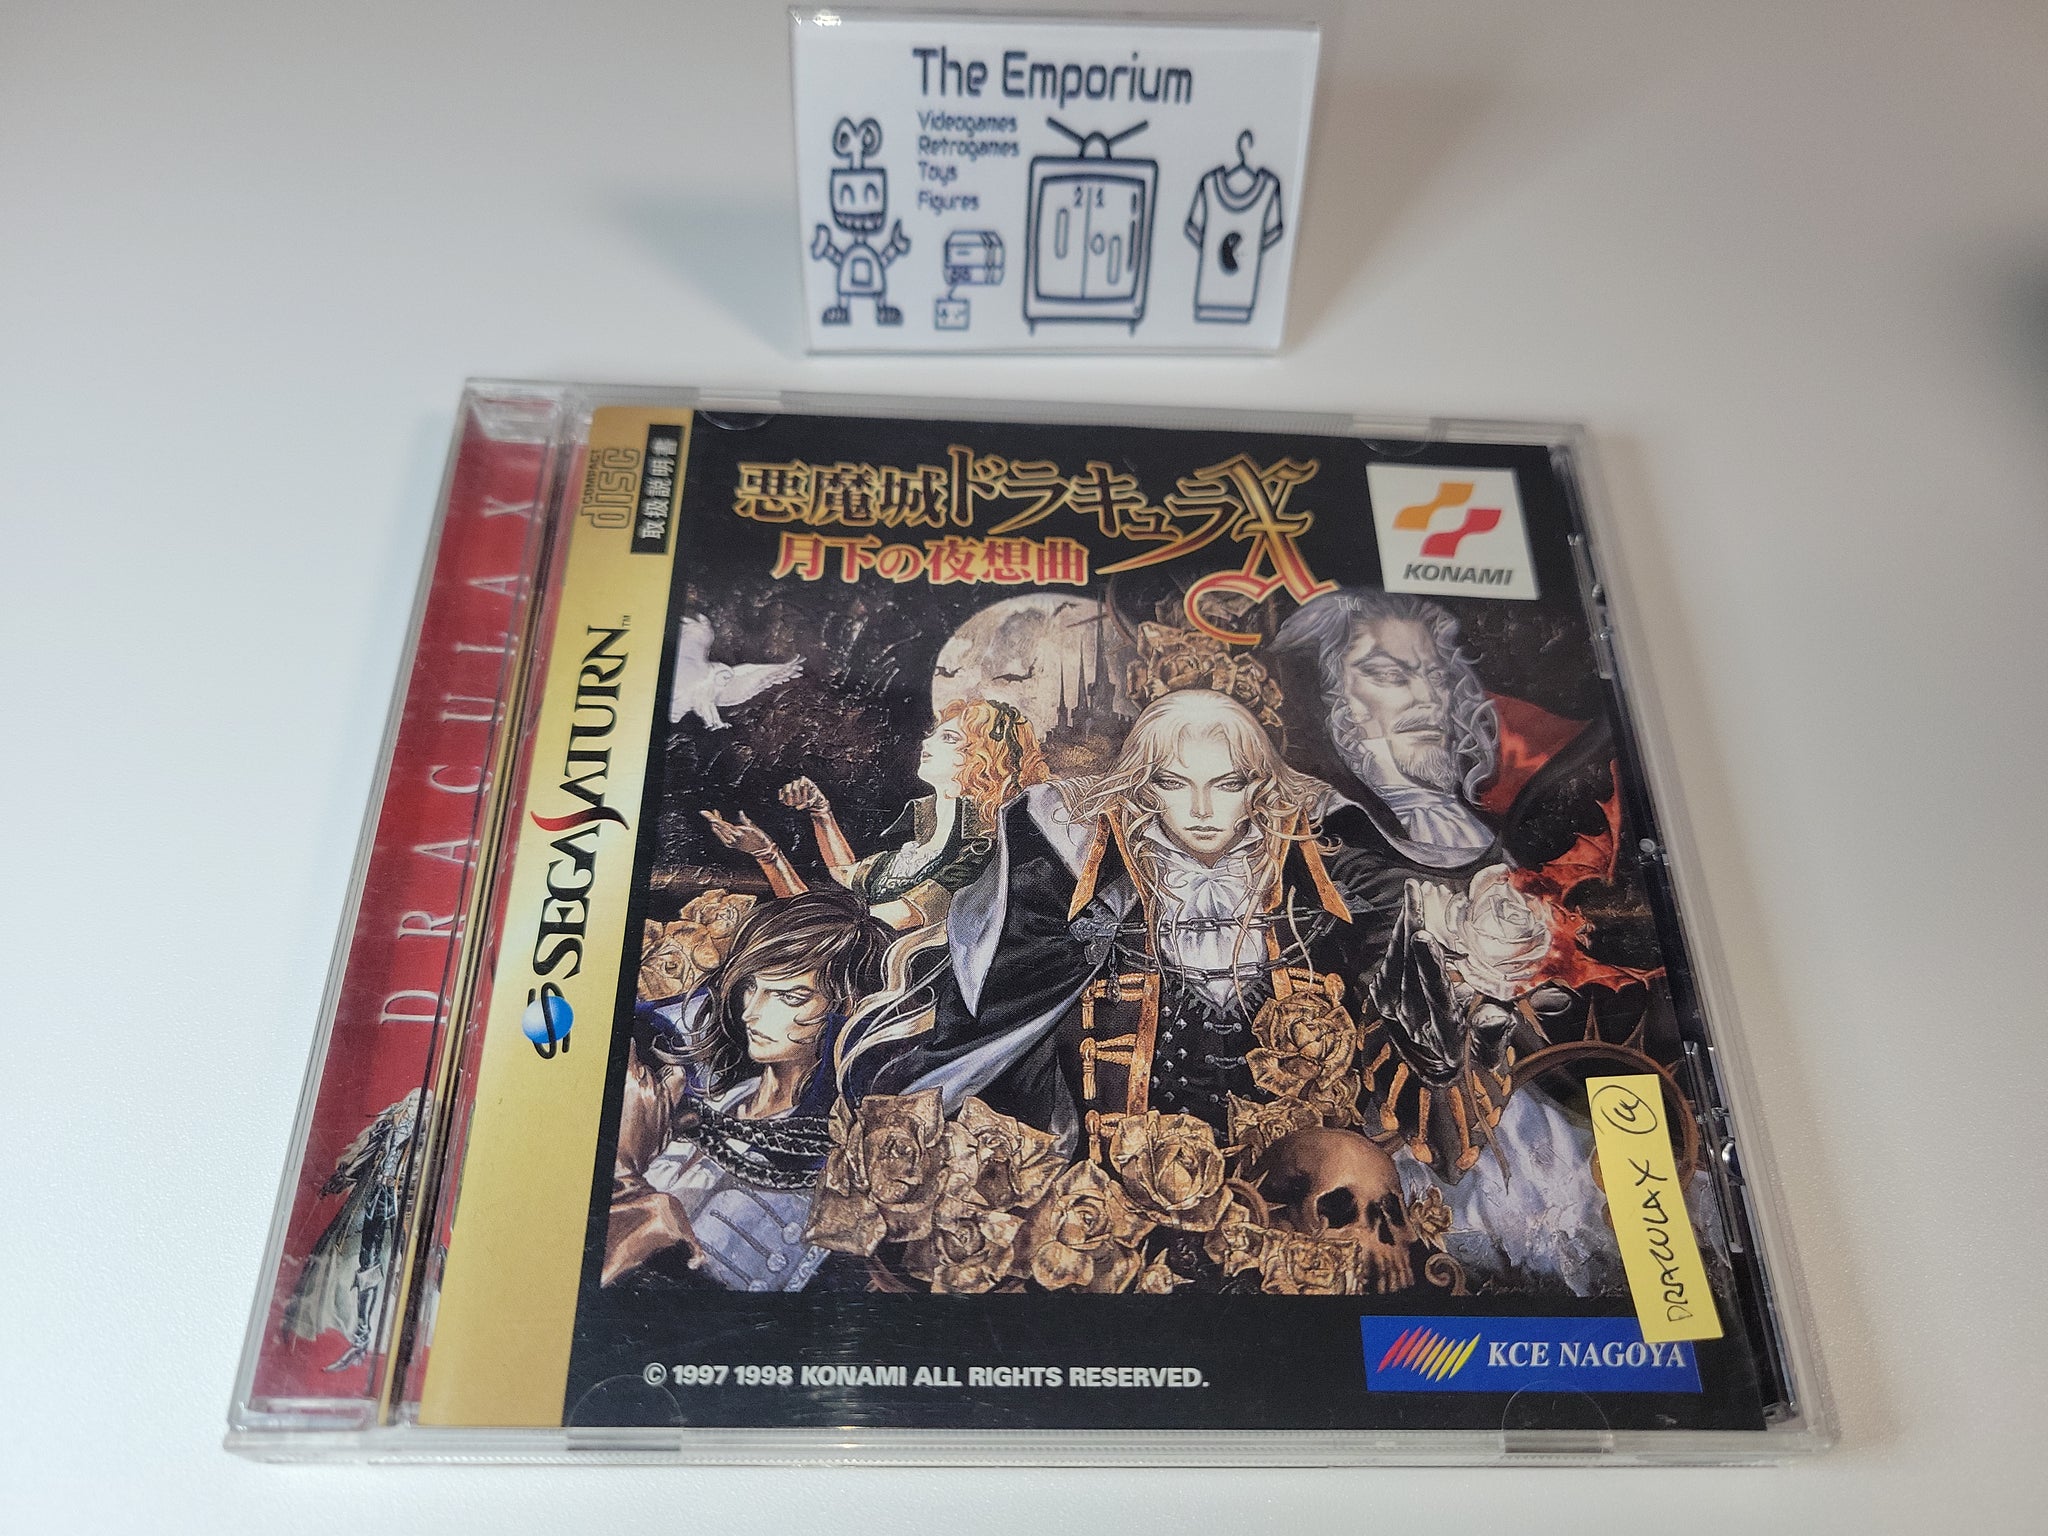 The Emporium
Videogames
Retrogames
Toys
Figures
21
DRACULA X
COMPACT
disc
取扱説明書
SEGA SATURN™
悪魔城ドラキュラX
月下の夜想曲
TM
KONAMI
DRACULA X
© 1997 1998 KONAMI ALL RIGHTS RESERVED.
KCE NAGOYA